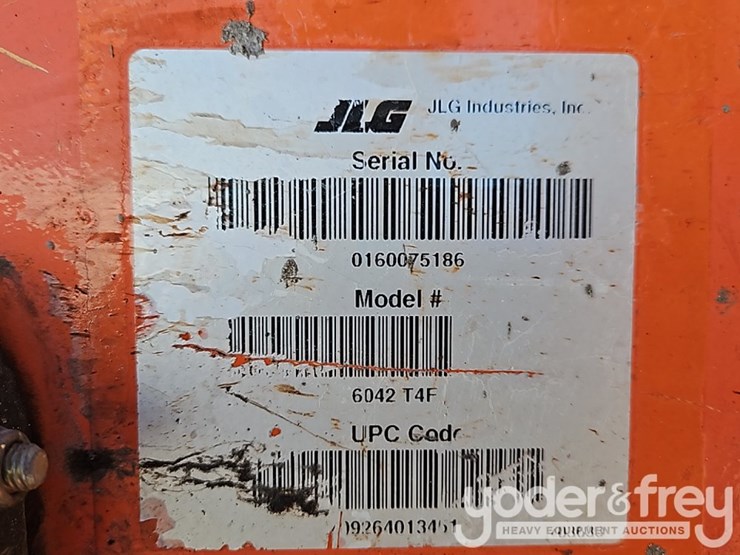 JLG JLG Industries, Inc.
Serial No.
0160075186
Model #
6042 T4F
UPC Code
yoder&frey
HEAVY EQUIPMENT AUCTIONS